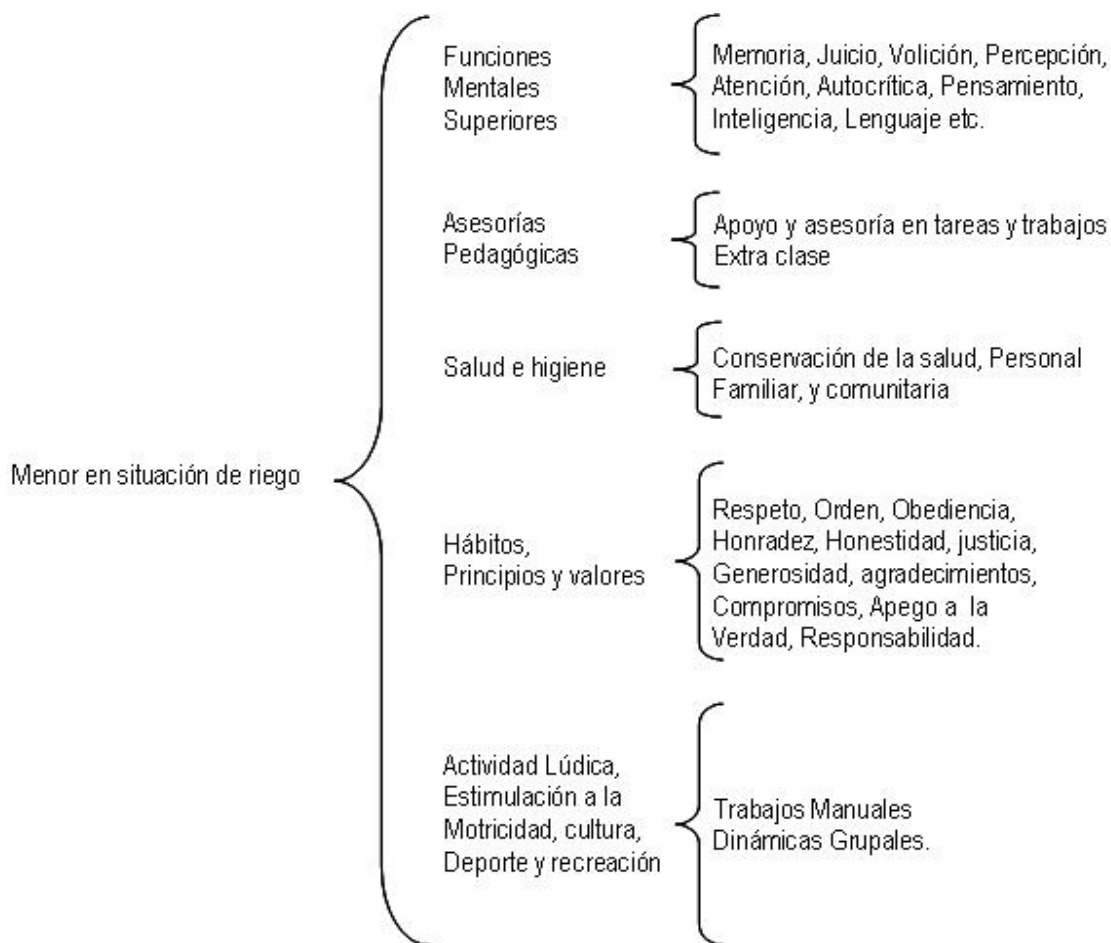 Menor en situación de riego
Funciones
Mentales
Superiores
Memoria, Juicio, Volición, Percepción,
Atención, Autocrítica, Pensamiento,
Inteligencia, Lenguaje etc.
Asesorías
Pedagógicas
Apoyo y asesoría en tareas y trabajos
Extra clase
Salud e higiene
Conservación de la salud, Personal
Familiar, y comunitaria
Hábitos,
Principios y valores
Respeto, Orden, Obediencia,
Honradez, Honestidad, justicia,
Generosidad, agradecimientos,
Compromisos, Apego a la
Verdad, Responsabilidad.
Actividad Lúdica,
Estimulación a la
Motricidad, cultura,
Deporte y recreación
Trabajos Manuales
Dinámicas Grupales.